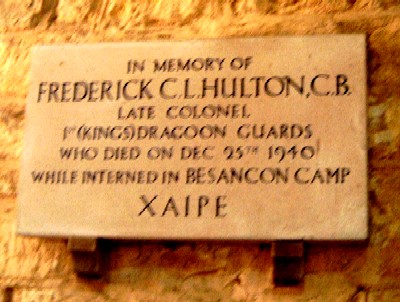 IN MEMORY OF
FREDERICK C.L.HULTON,C.B.
LATE COLONEL
1ST(KINGS)DRAGOON GUARDS
WHO DIED ON DEC 25TH 1940
WHILE INTERNED IN BESANCON CAMP
XAIPE